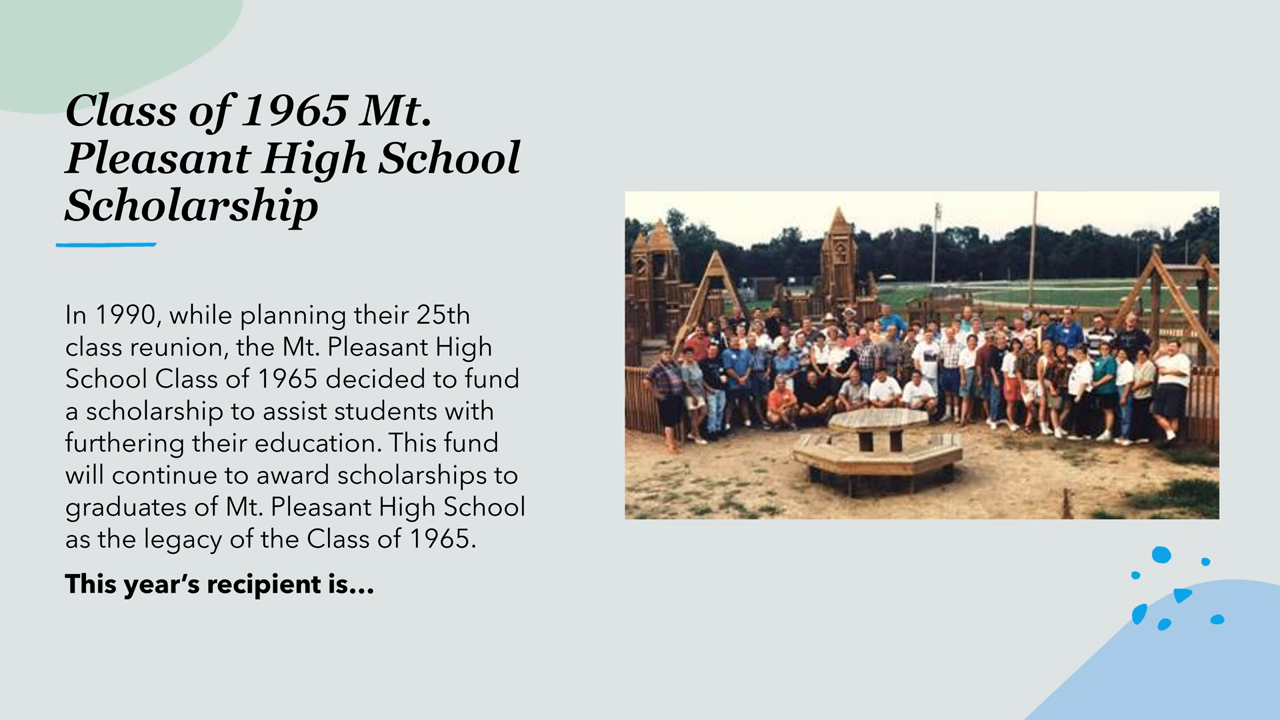 Class of 1965 Mt.
Pleasant High School
Scholarship
In 1990, while planning their 25th
class reunion, the Mt. Pleasant High
School Class of 1965 decided to fund
a scholarship to assist students with
furthering their education. This fund
will continue to award scholarships to
graduates of Mt. Pleasant High School
as the legacy of the Class of 1965.
This year’s recipient is…